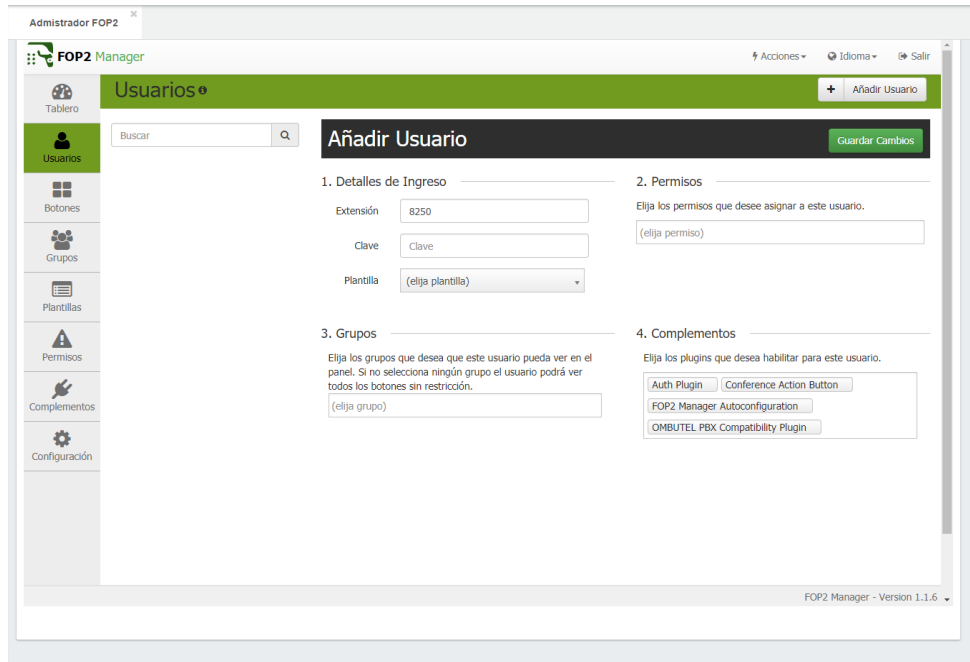 Admistrador FOP2
FOP2 Manager
Acciones
Idioma
Salir
Tablero
Usuarios
Botones
Grupos
Plantillas
Permisos
Complementos
Configuración
Usuarios
+ Añadir Usuario
Buscar
Añadir Usuario
Guardar Cambios
1. Detalles de Ingreso
Extensión
8250
Clave
Clave
Plantilla
(elija plantilla)
2. Permisos
Elija los permisos que desee asignar a este usuario.
(elija permiso)
3. Grupos
Elija los grupos que desea que este usuario pueda ver en el
panel. Si no selecciona ningún grupo el usuario podrá ver
todos los botones sin restricción.
(elija grupo)
4. Complementos
Elija los plugins que desea habilitar para este usuario.
Auth Plugin
Conference Action Button
FOP2 Manager Autoconfiguration
OMBUTEL PBX Compatibility Plugin
FOP2 Manager - Version 1.1.6